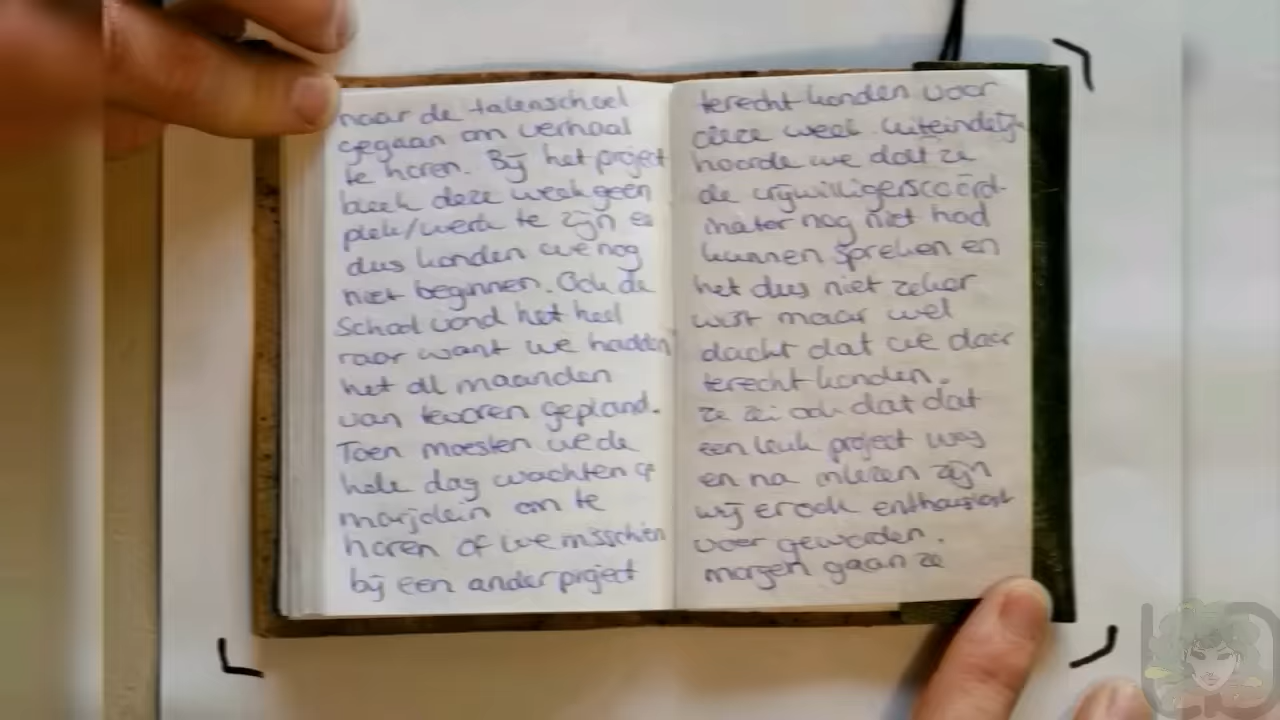 naar de talenschool
gegaan om verhaal
te horen. Bij het project
bleek deze week geen
plek/werk te zijn en
dus konden we nog
niet beginnen. Ook de
school vond het heel
raar want we hadden
het al maanden
van tevoren gepland.
Toen moesten we de
hele dag wachten op
marjolein om te
horen of we misschien
bij een ander project
terecht konden voor
deze week. Uiteindelijk
hoorde we dat ze
de vrijwilligerscoörd-
inator nog niet had
kunnen spreken en
het dus niet zeker
wist maar wel
dacht dat we daar
terecht konden.
ze zei ook dat dat
een leuk project was
en na inlezen zijn
wij er ook enthousiast
over geworden.
morgen gaan ze